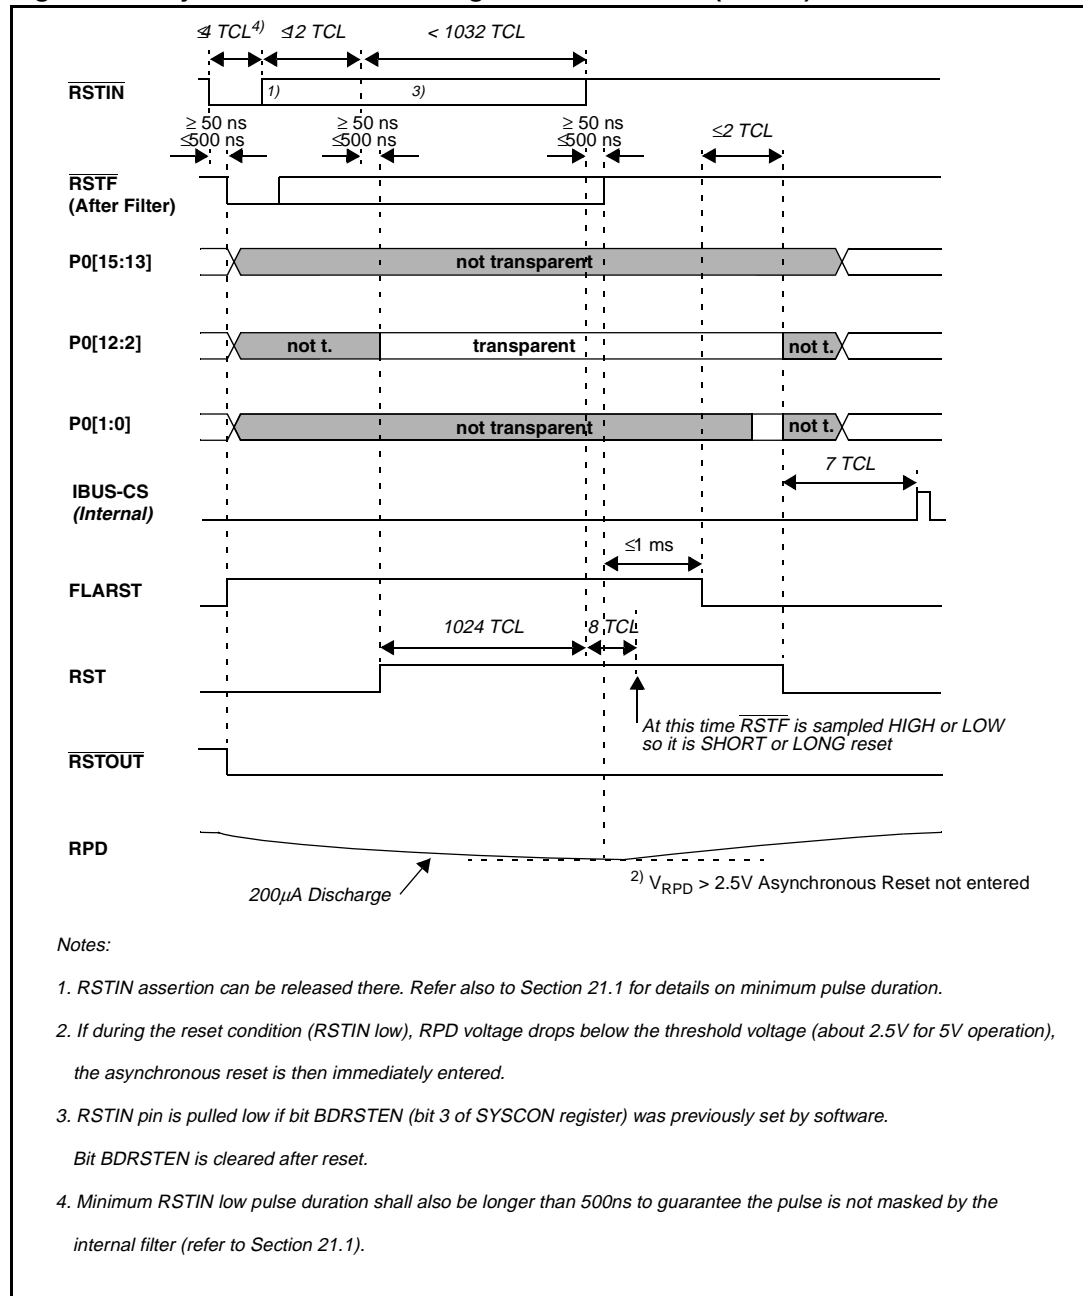 ≤4 TCL4) ≤12 TCL < 1032 TCL
RSTIN
1) 3)
≥ 50 ns ≥ 50 ns ≥ 50 ns
≤500 ns ≤500 ns ≤500 ns ≤2 TCL
RSTF
(After Filter)
P0[15:13] not transparent
P0[12:2] not t. transparent not t.
P0[1:0] not transparent not t.
7 TCL
IBUS-CS
(Internal)
≤1 ms
FLARST
1024 TCL 8 TCL
RST
At this time RSTF is sampled HIGH or LOW
so it is SHORT or LONG reset
RSTOUT
RPD
200μA Discharge
2) VRPD > 2.5V Asynchronous Reset not entered
Notes:
1. RSTIN assertion can be released there. Refer also to Section 21.1 for details on minimum pulse duration.
2. If during the reset condition (RSTIN low), RPD voltage drops below the threshold voltage (about 2.5V for 5V operation),
the asynchronous reset is then immediately entered.
3. RSTIN pin is pulled low if bit BDRSTEN (bit 3 of SYSCON register) was previously set by software.
Bit BDRSTEN is cleared after reset.
4. Minimum RSTIN low pulse duration shall also be longer than 500ns to guarantee the pulse is not masked by the
internal filter (refer to Section 21.1).